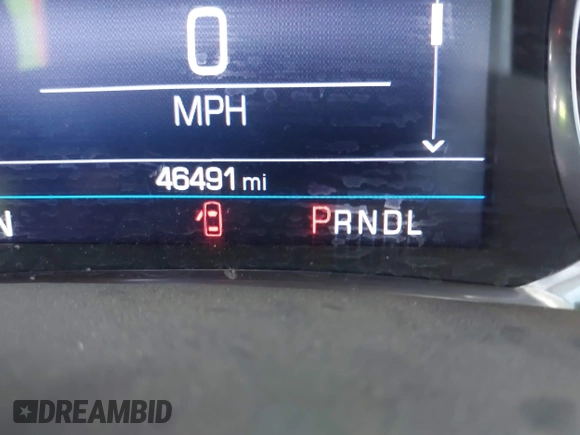 0
MPH
46491 mi
N PRNDL
DREAMBID